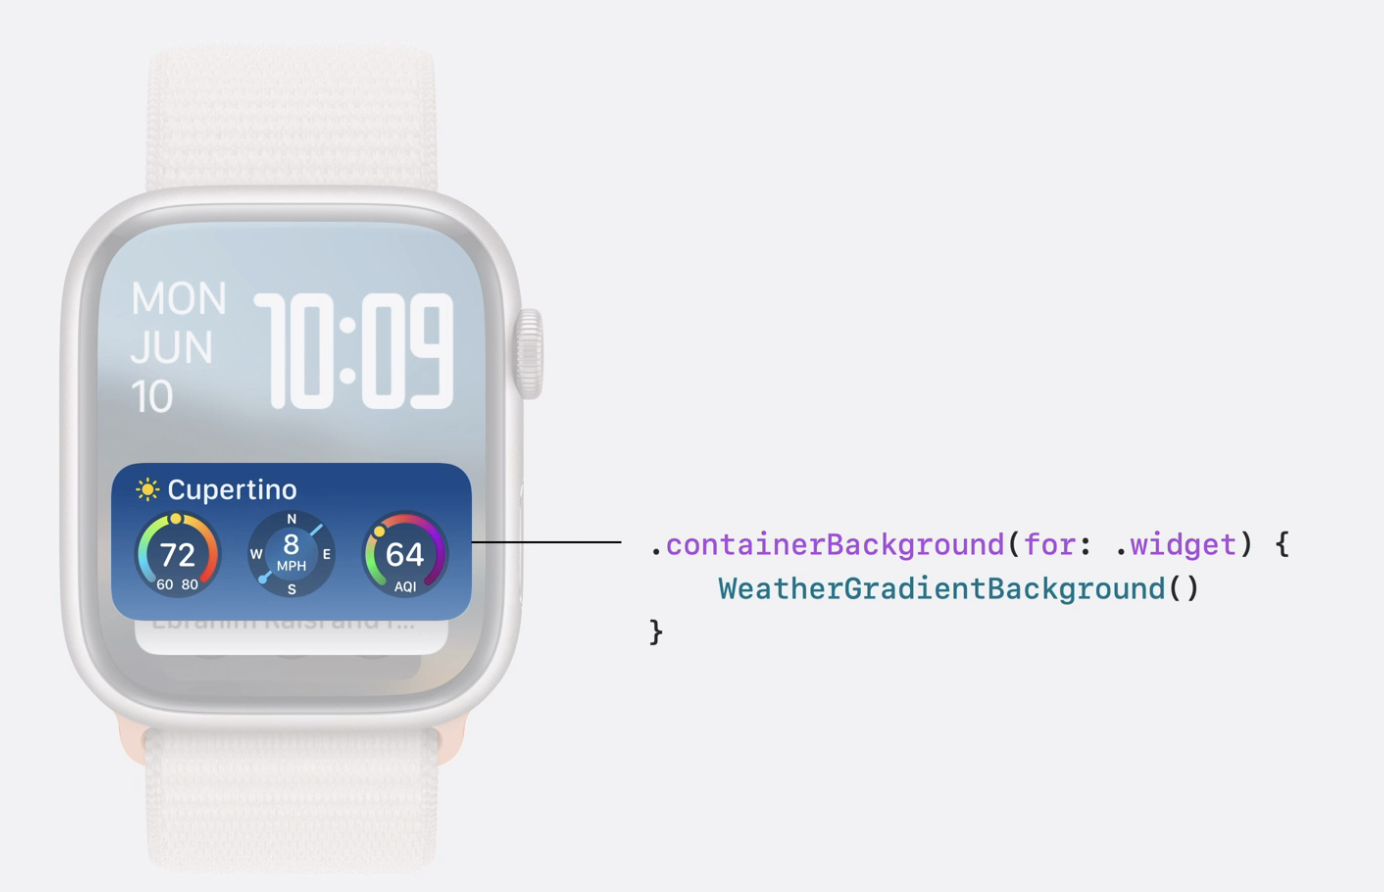 MON
JUN
10
10:09
Cupertino
72
60 80
N
W
8
MPH
E
S
64
AQI
Ebrahim Raisi and
.containerBackground(for: .widget) {
WeatherGradientBackground()
}